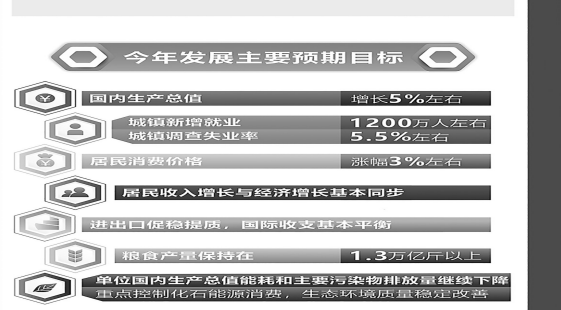 今年发展主要预期目标
国内生产总值 增长5%左右
城镇新增就业 1200万人左右
城镇调查失业率 5.5%左右
居民消费价格 涨幅3%左右
居民收入增长与经济增长基本同步
进出口促稳提质，国际收支基本平衡
粮食产量保持在 1.3万亿斤以上
单位国内生产总值能耗和主要污染物排放量继续下降
重点控制化石能源消费，生态环境质量稳定改善